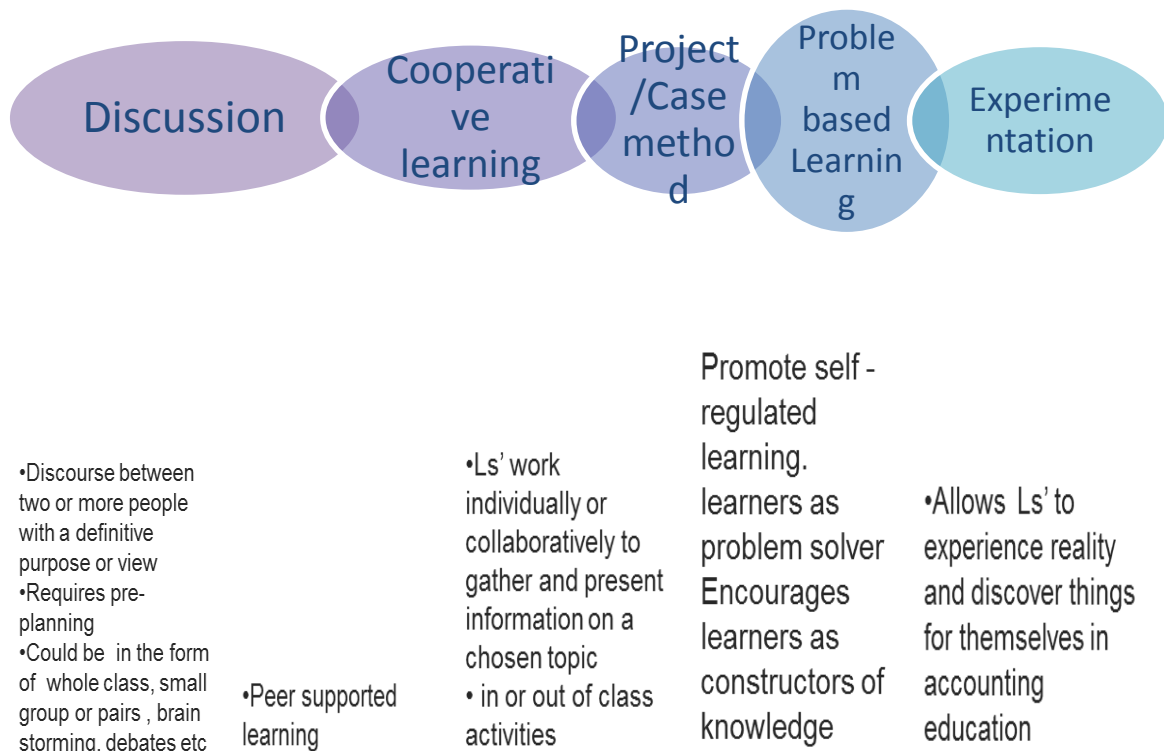 Discussion
Cooperati
ve
learning
Project
/Case
metho
d
Proble
m
based
Learnin
g
Experime
ntation
•Discourse between
two or more people
with a definitive
purpose or view
•Requires pre-
planning
•Could be in the form
of whole class, small
group or pairs , brain
storming, debates etc
•Peer supported
learning
•Ls’ work
individually or
collaboratively to
gather and present
information on a
chosen topic
• in or out of class
activities
Promote self -
regulated
learning.
learners as
problem solver
Encourages
learners as
constructors of
knowledge
•Allows Ls’ to
experience reality
and discover things
for themselves in
accounting
education